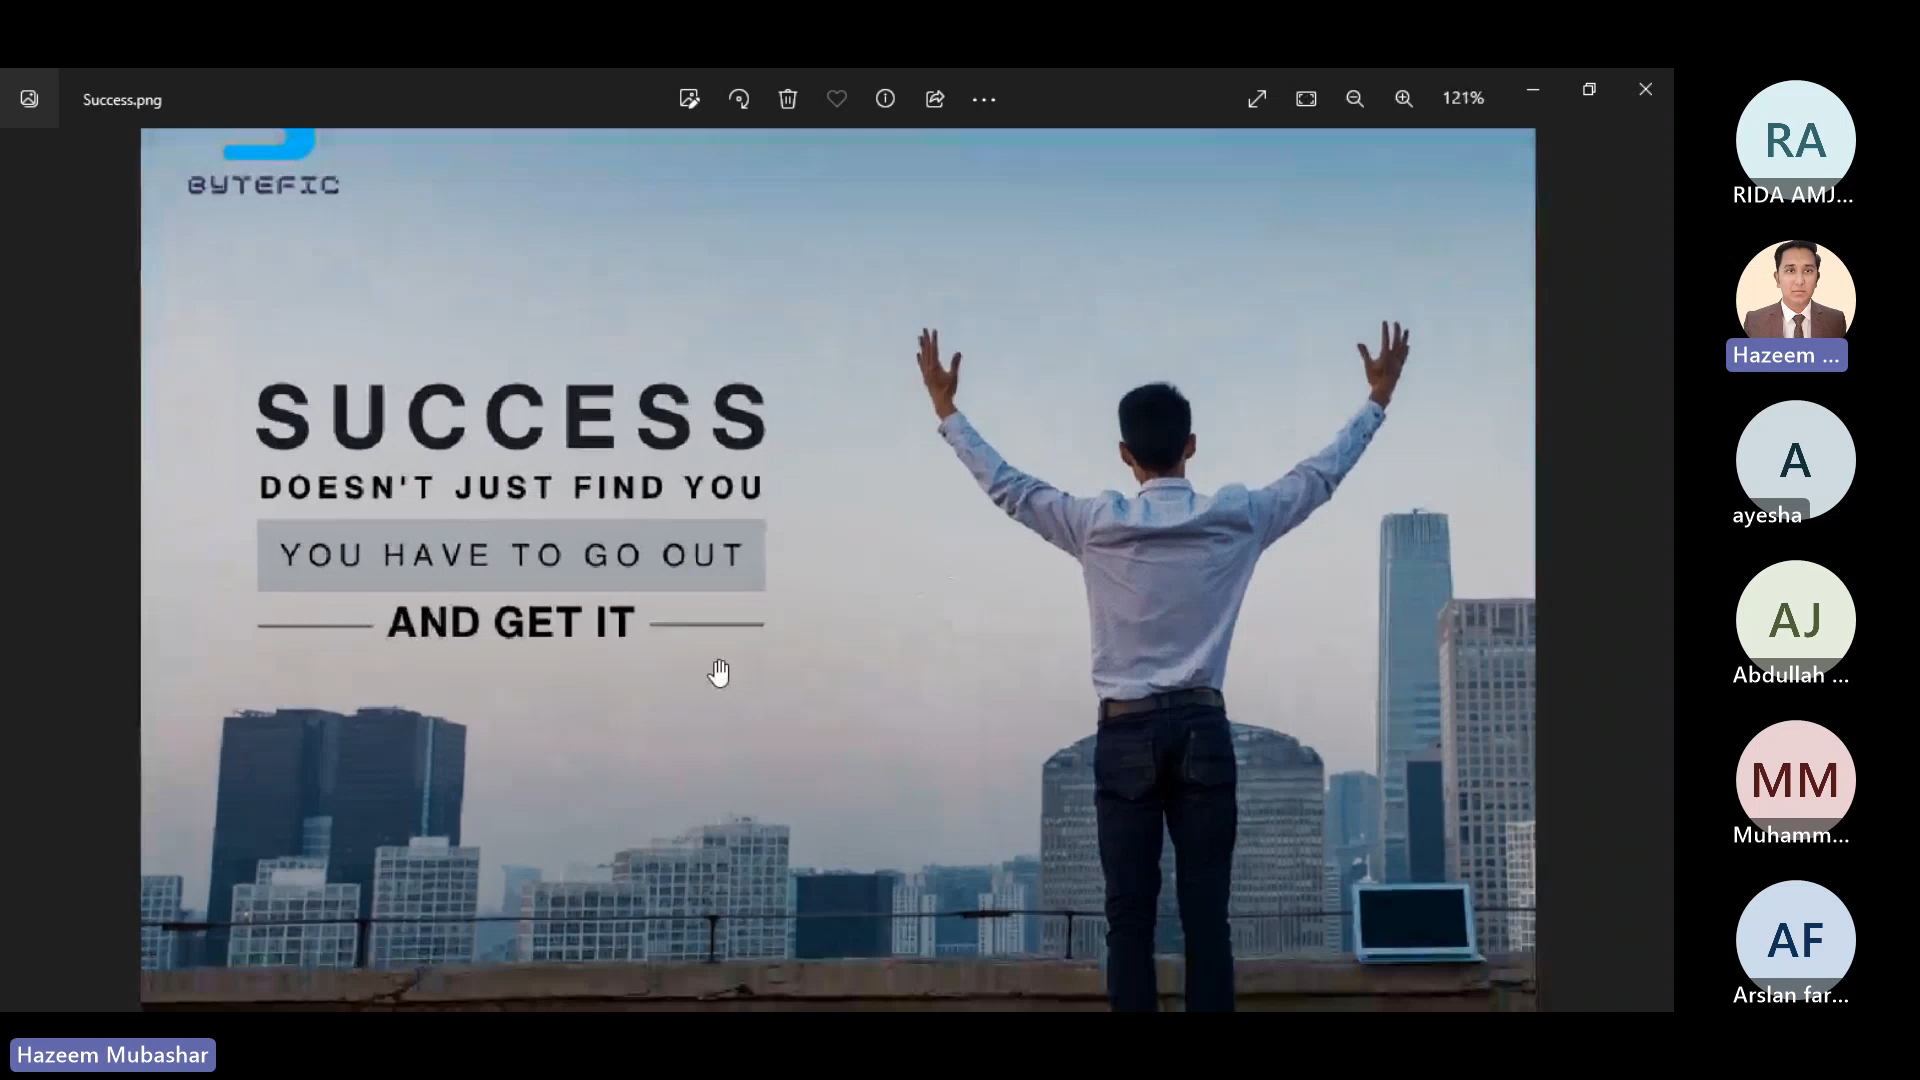 Success.png
121%
BYTEFIC
SUCCESS
DOESN'T JUST FIND YOU
YOU HAVE TO GO OUT
AND GET IT
RA
RIDA AMJ...
Hazeem ...
A
ayesha
AJ
Abdullah ...
MM
Muhamm...
AF
Arslan far...
Hazeem Mubashar